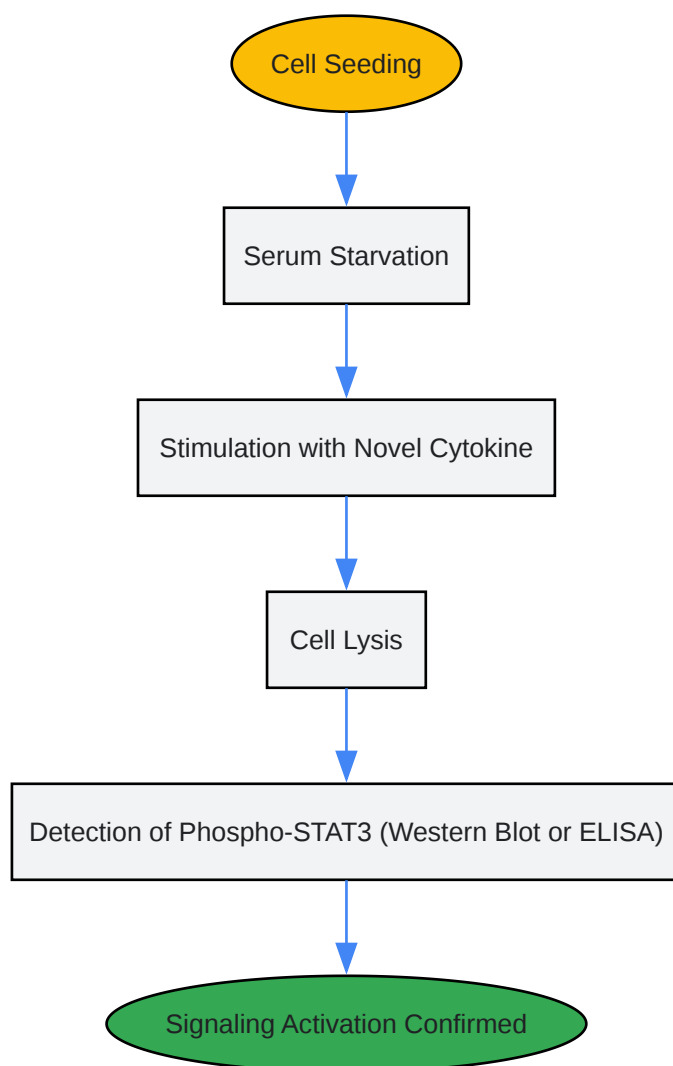 Cell Seeding
Serum Starvation
Stimulation with Novel Cytokine
Cell Lysis
Detection of Phospho-STAT3 (Western Blot or ELISA)
Signaling Activation Confirmed